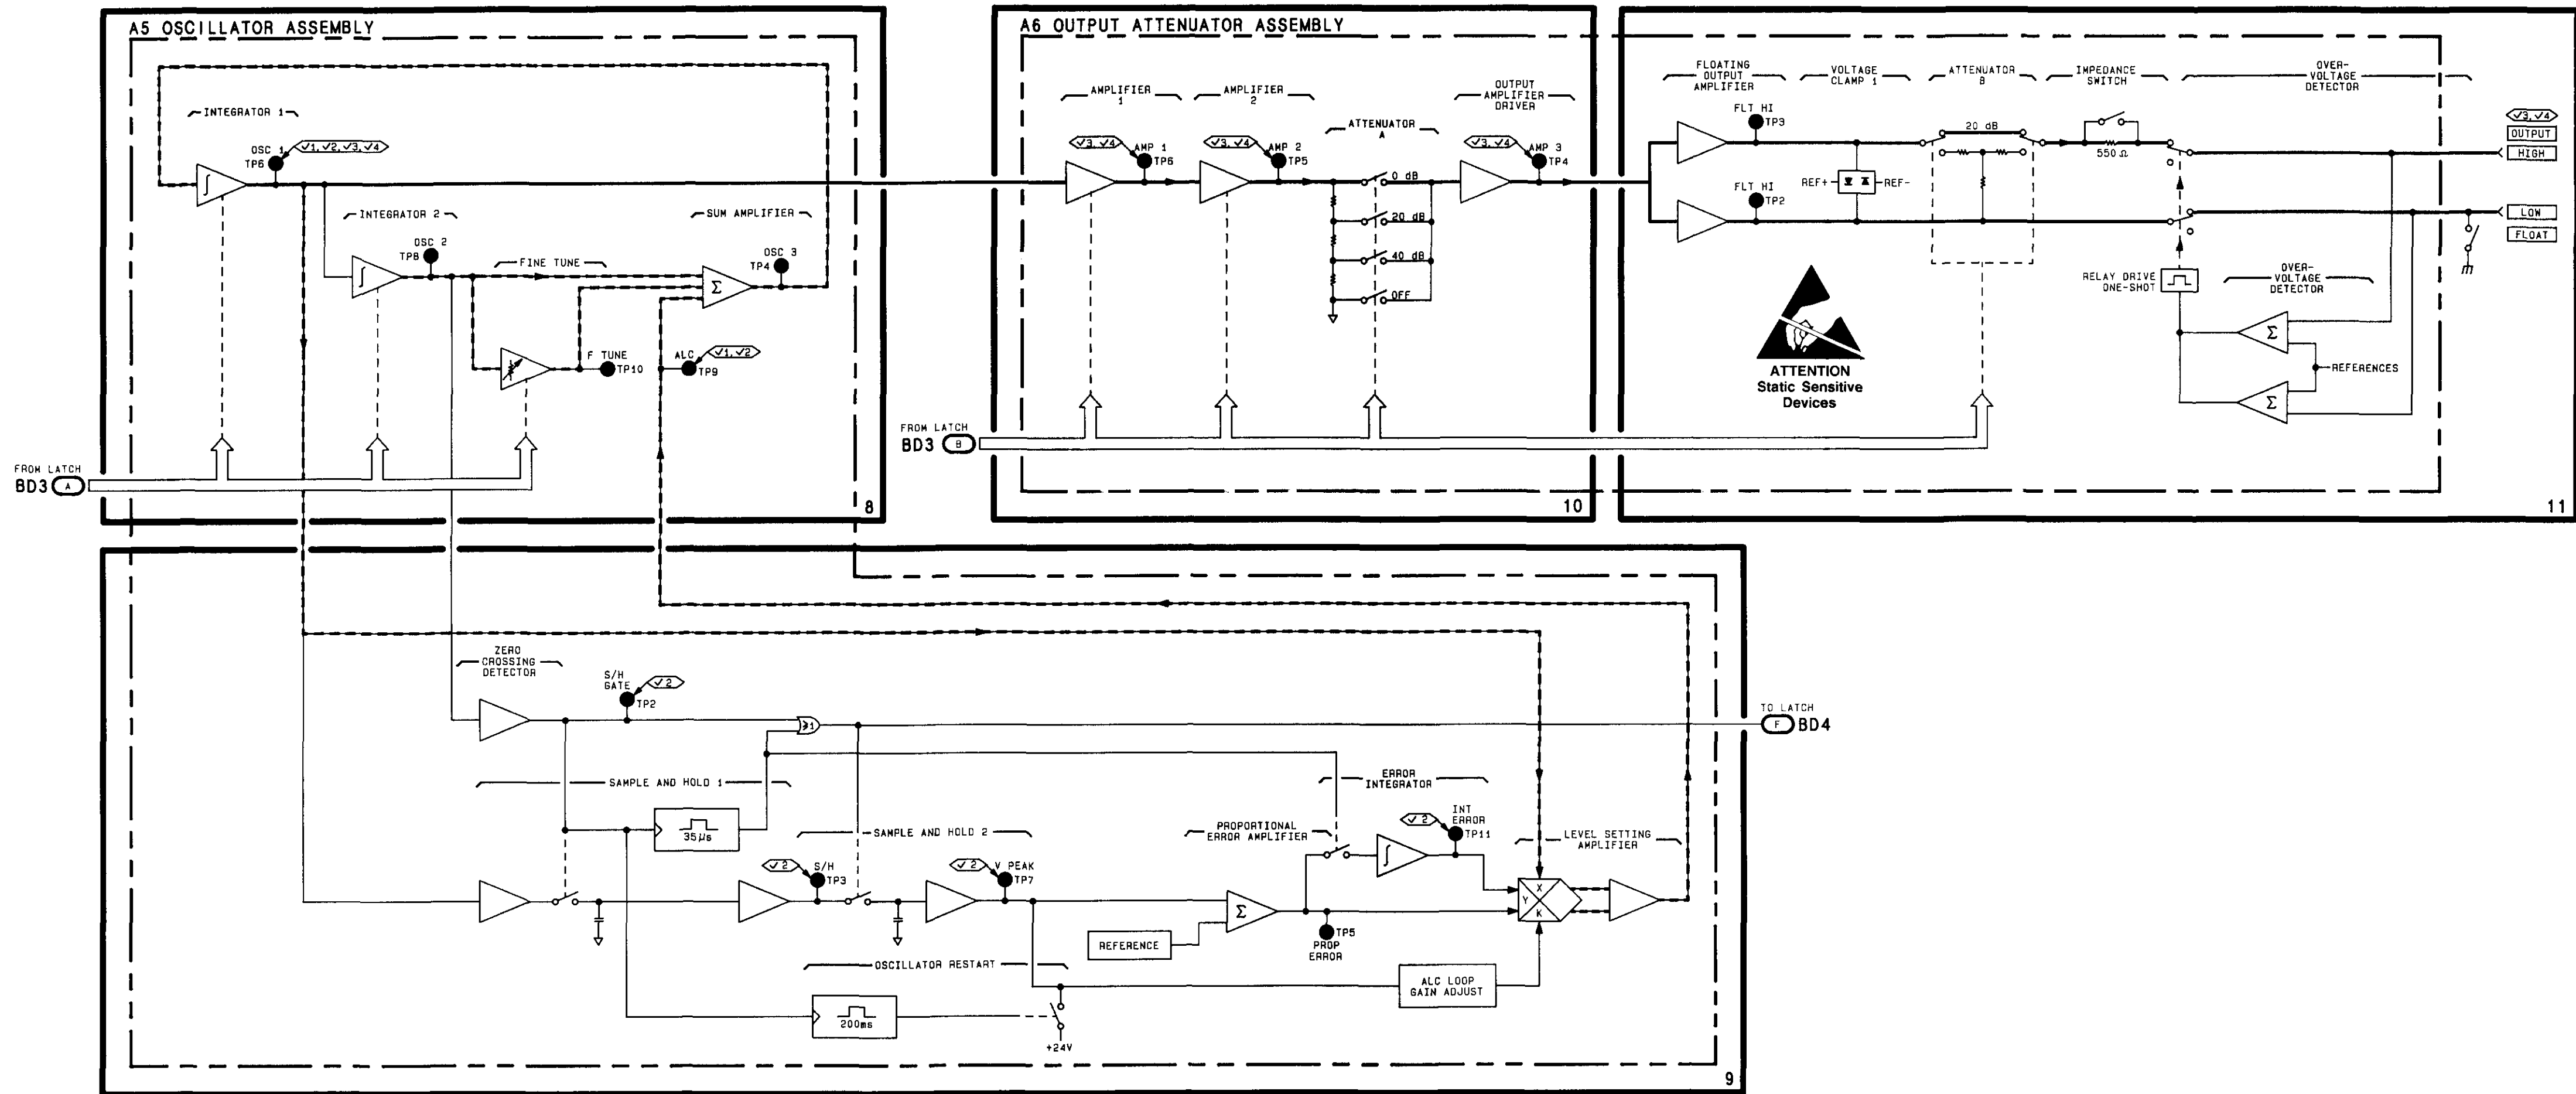 A5 OSCILLATOR ASSEMBLY
INTEGRATOR 1
OSC 1
TP6
√1, √2, √3, √4
INTEGRATOR 2
OSC 2
TP8
FINE TUNE
SUM AMPLIFIER
OSC 3
TP4
Σ
F TUNE
TP10
ALC
TP9
√1, √2
FROM LATCH
BD3 A
8
A6 OUTPUT ATTENUATOR ASSEMBLY
AMPLIFIER
1
√3, √4
AMP 1
TP6
AMPLIFIER
2
√3, √4
AMP 2
TP5
ATTENUATOR
A
0 dB
20 dB
40 dB
OFF
OUTPUT
AMPLIFIER
DRIVER
√3, √4
AMP 3
TP4
FROM LATCH
BD3 B
10
FLOATING
OUTPUT
AMPLIFIER
FLT HI
TP3
FLT HI
TP2
VOLTAGE
CLAMP 1
REF+
REF-
ATTENUATOR
B
20 dB
IMPEDANCE
SWITCH
550 Ω
OVER-
VOLTAGE
DETECTOR
√3, √4
OUTPUT
HIGH
LOW
FLOAT
RELAY DRIVE
ONE-SHOT
OVER-
VOLTAGE
DETECTOR
Σ
REFERENCES
Σ
ATTENTION
Static Sensitive
Devices
11
ZERO
CROSSING
DETECTOR
S/H
GATE
TP2
√2
≥1
TO LATCH
F BD4
SAMPLE AND HOLD 1
35μs
SAMPLE AND HOLD 2
√2
S/H
TP3
√2
V PEAK
TP7
PROPORTIONAL
ERROR AMPLIFIER
Σ
REFERENCE
TP5
PROP
ERROR
ERROR
INTEGRATOR
√2
INT
ERROR
TP11
LEVEL SETTING
AMPLIFIER
X
Y
K
ALC LOOP
GAIN ADJUST
OSCILLATOR RESTART
200ms
+24V
9